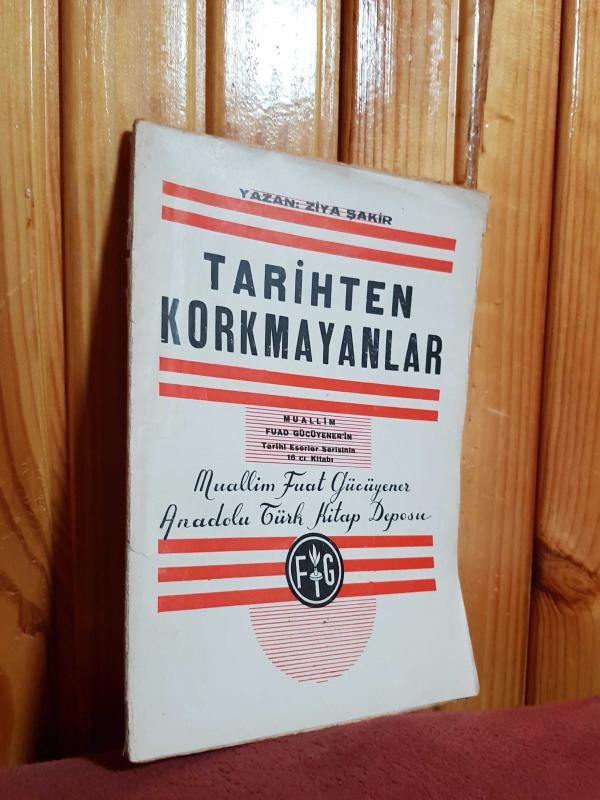 YAZAN: ZİYA ŞAKİR
TARİHTEN
KORKMAYANLAR
MUALLİM
FUAD GÜCÜYENER'İN
Tarihi Eserler Serisinin
16 cı Kitabı
Muallim Fuat Gücüyener
Anadolu Türk Kitap Deposu
F G